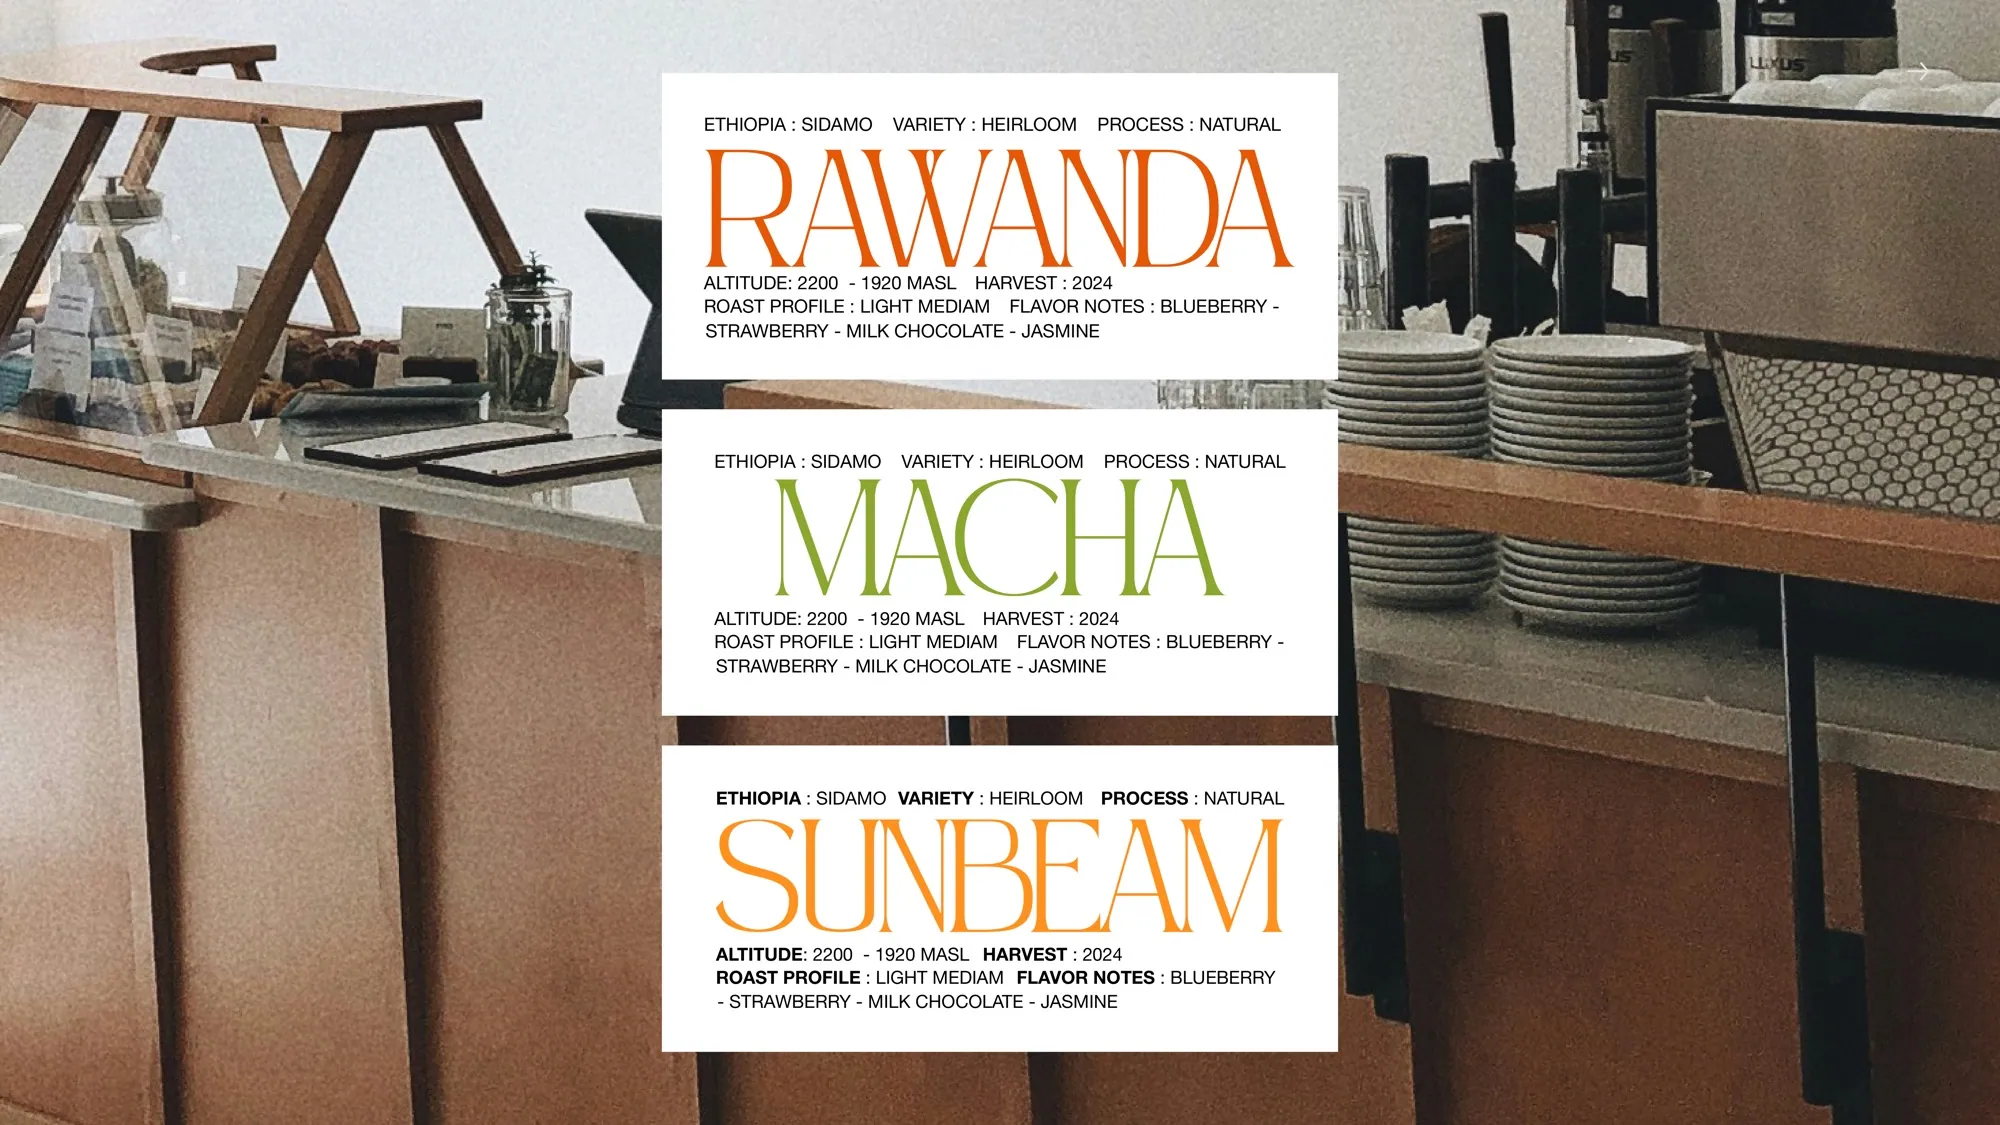 ETHIOPIA : SIDAMO VARIETY : HEIRLOOM PROCESS : NATURAL
RAWANDA
ALTITUDE: 2200 - 1920 MASL HARVEST : 2024
ROAST PROFILE : LIGHT MEDIAM FLAVOR NOTES : BLUEBERRY -
STRAWBERRY - MILK CHOCOLATE - JASMINE
ETHIOPIA : SIDAMO VARIETY : HEIRLOOM PROCESS : NATURAL
MACHA
ALTITUDE: 2200 - 1920 MASL HARVEST : 2024
ROAST PROFILE : LIGHT MEDIAM FLAVOR NOTES : BLUEBERRY -
STRAWBERRY - MILK CHOCOLATE - JASMINE
ETHIOPIA : SIDAMO VARIETY : HEIRLOOM PROCESS : NATURAL
SUNBEAM
ALTITUDE: 2200 - 1920 MASL HARVEST : 2024
ROAST PROFILE : LIGHT MEDIAM FLAVOR NOTES : BLUEBERRY
- STRAWBERRY - MILK CHOCOLATE - JASMINE